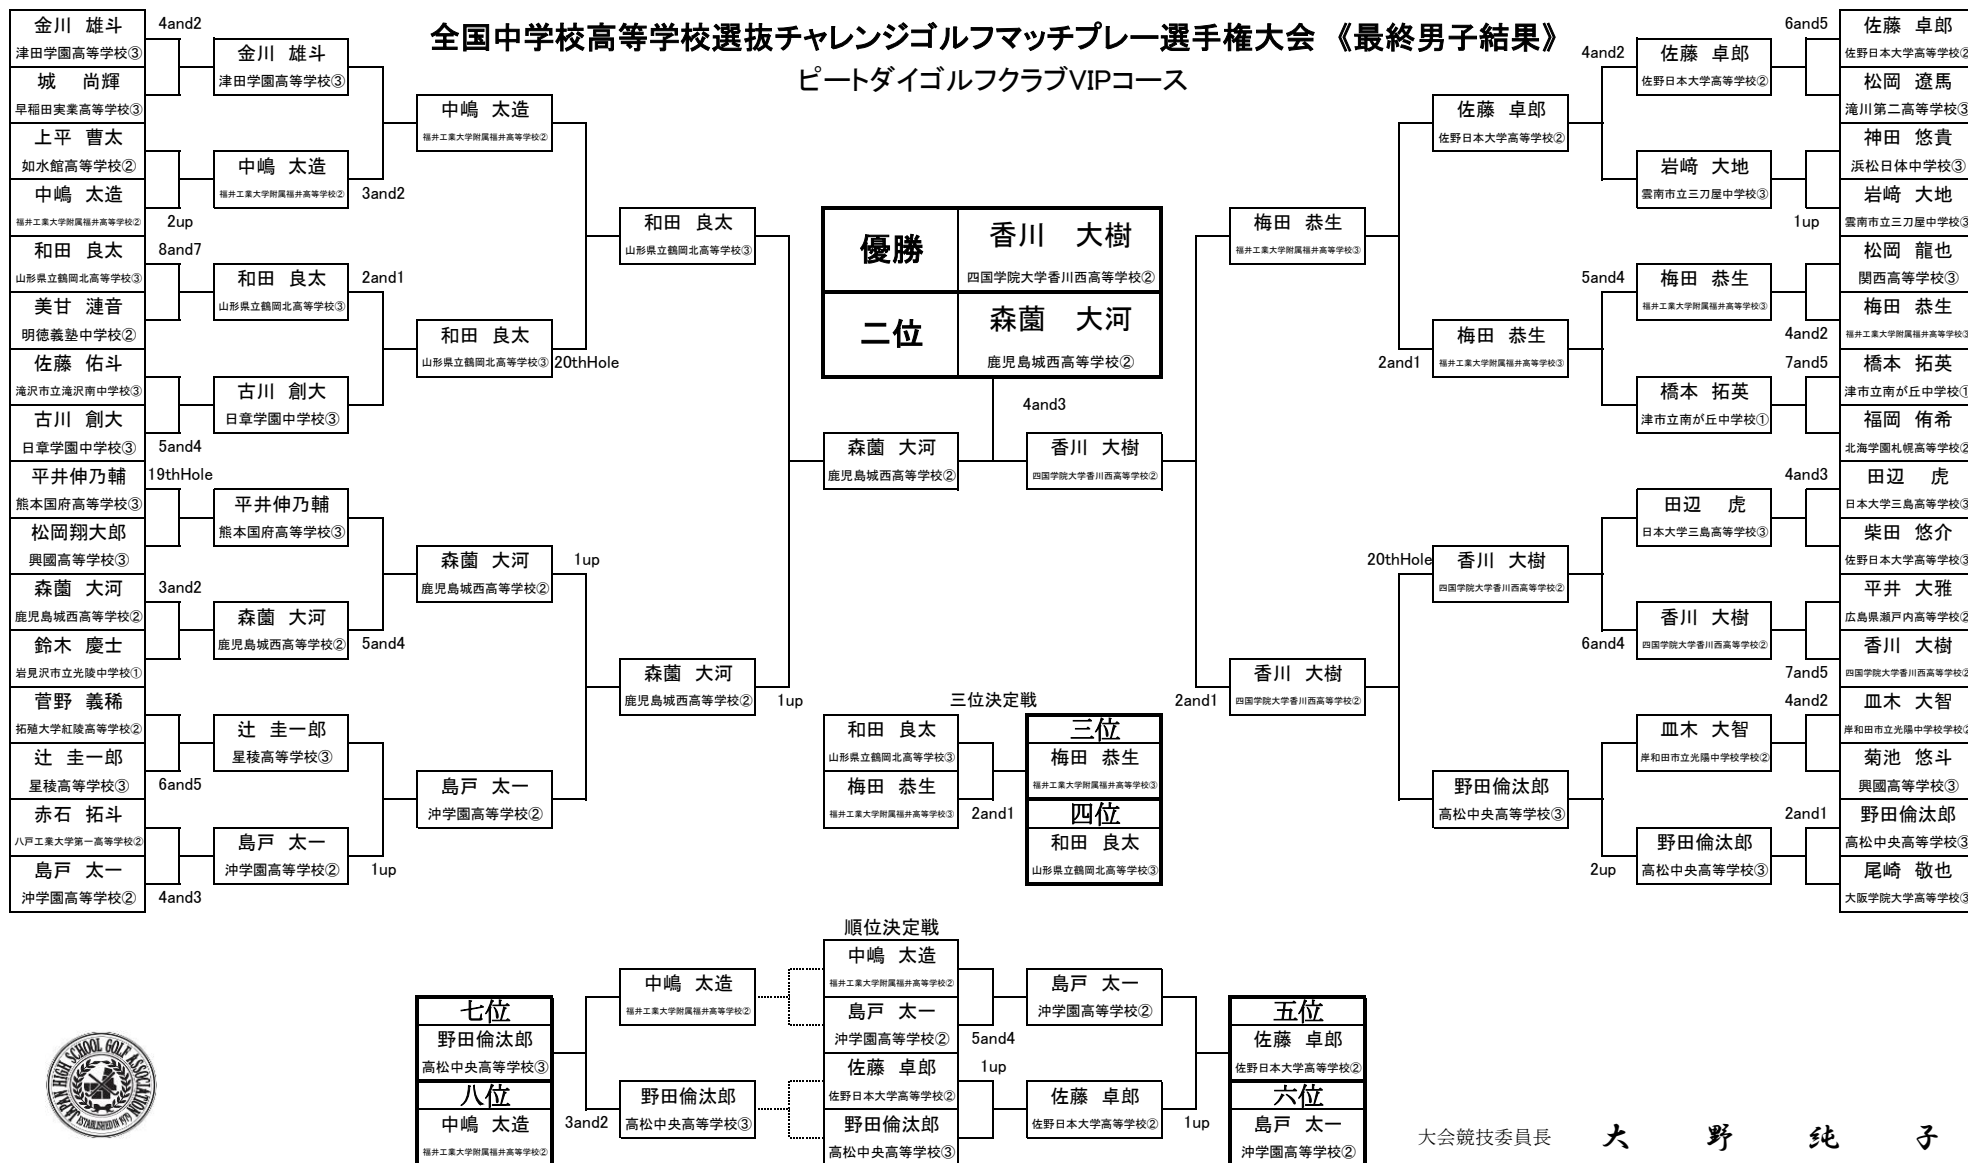 全国中学校高等学校選抜チャレンジゴルフマッチプレー選手権大会 《最終男子結果》
ピートダイゴルフクラブVIPコース
金川 雄斗
津田学園高等学校③
城 尚輝
早稲田実業高等学校③
上平 曹太
如水館高等学校②
中嶋 太造
福井工業大学附属福井高等学校②
和田 良太
山形県立鶴岡北高等学校③
美甘 漣音
明徳義塾中学校②
佐藤 佑斗
滝沢市立滝沢南中学校③
古川 創大
日章学園中学校③
平井伸乃輔
熊本国府高等学校③
松岡翔大郎
興國高等学校③
森薗 大河
鹿児島城西高等学校②
鈴木 慶士
岩見沢市立光陵中学校①
菅野 義稀
拓殖大学紅陵高等学校②
辻 圭一郎
星稜高等学校③
赤石 拓斗
八戸工業大学第一高等学校②
島戸 太一
沖学園高等学校②
4and2
2up
8and7
5and4
19thHole
3and2
6and5
4and3
金川 雄斗
津田学園高等学校③
中嶋 太造
福井工業大学附属福井高等学校②
和田 良太
山形県立鶴岡北高等学校③
古川 創大
日章学園中学校③
平井伸乃輔
熊本国府高等学校③
森薗 大河
鹿児島城西高等学校②
辻 圭一郎
星稜高等学校③
島戸 太一
沖学園高等学校②
3and2
2and1
5and4
1up
中嶋 太造
福井工業大学附属福井高等学校②
和田 良太
山形県立鶴岡北高等学校③
森薗 大河
鹿児島城西高等学校②
島戸 太一
沖学園高等学校②
20thHole
1up
和田 良太
山形県立鶴岡北高等学校③
森薗 大河
鹿児島城西高等学校②
1up
優勝
香川 大樹
四国学院大学香川西高等学校②
二位
森薗 大河
鹿児島城西高等学校②
4and3
森薗 大河
鹿児島城西高等学校②
香川 大樹
四国学院大学香川西高等学校②
三位決定戦
和田 良太
山形県立鶴岡北高等学校③
梅田 恭生
福井工業大学附属福井高等学校③
2and1
三位
梅田 恭生
福井工業大学附属福井高等学校③
四位
和田 良太
山形県立鶴岡北高等学校③
梅田 恭生
福井工業大学附属福井高等学校③
香川 大樹
四国学院大学香川西高等学校②
2and1
佐藤 卓郎
佐野日本大学高等学校②
梅田 恭生
福井工業大学附属福井高等学校③
香川 大樹
四国学院大学香川西高等学校②
野田倫汰郎
高松中央高等学校③
2and1
20thHole
佐藤 卓郎
佐野日本大学高等学校②
岩﨑 大地
雲南市立三刀屋中学校③
梅田 恭生
福井工業大学附属福井高等学校③
橋本 拓英
津市立南が丘中学校①
田辺 虎
日本大学三島高等学校③
香川 大樹
四国学院大学香川西高等学校②
皿木 大智
岸和田市立光陽中学校②
野田倫汰郎
高松中央高等学校③
4and2
5and4
6and4
2up
6and5
1up
4and2
7and5
4and3
7and5
4and2
2and1
佐藤 卓郎
佐野日本大学高等学校②
松岡 遼馬
滝川第二高等学校③
神田 悠貴
浜松日体中学校③
岩﨑 大地
雲南市立三刀屋中学校③
松岡 龍也
関西高等学校③
梅田 恭生
福井工業大学附属福井高等学校③
橋本 拓英
津市立南が丘中学校①
福岡 侑希
北海学園札幌高等学校②
田辺 虎
日本大学三島高等学校③
柴田 悠介
佐野日本大学高等学校③
平井 大雅
広島県瀬戸内高等学校②
香川 大樹
四国学院大学香川西高等学校②
皿木 大智
岸和田市立光陽中学校学校②
菊池 悠斗
興國高等学校③
野田倫汰郎
高松中央高等学校③
尾崎 敬也
大阪学院大学高等学校③
順位決定戦
中嶋 太造
福井工業大学附属福井高等学校②
島戸 太一
沖学園高等学校②
佐藤 卓郎
佐野日本大学高等学校②
野田倫汰郎
高松中央高等学校③
5and4
1up
島戸 太一
沖学園高等学校②
佐藤 卓郎
佐野日本大学高等学校②
1up
五位
佐藤 卓郎
佐野日本大学高等学校②
六位
島戸 太一
沖学園高等学校②
中嶋 太造
福井工業大学附属福井高等学校②
野田倫汰郎
高松中央高等学校③
3and2
七位
野田倫汰郎
高松中央高等学校③
八位
中嶋 太造
福井工業大学附属福井高等学校②
JAPAN HIGH SCHOOL GOLF ASSOCIATION
大会競技委員長 大 野 純 子